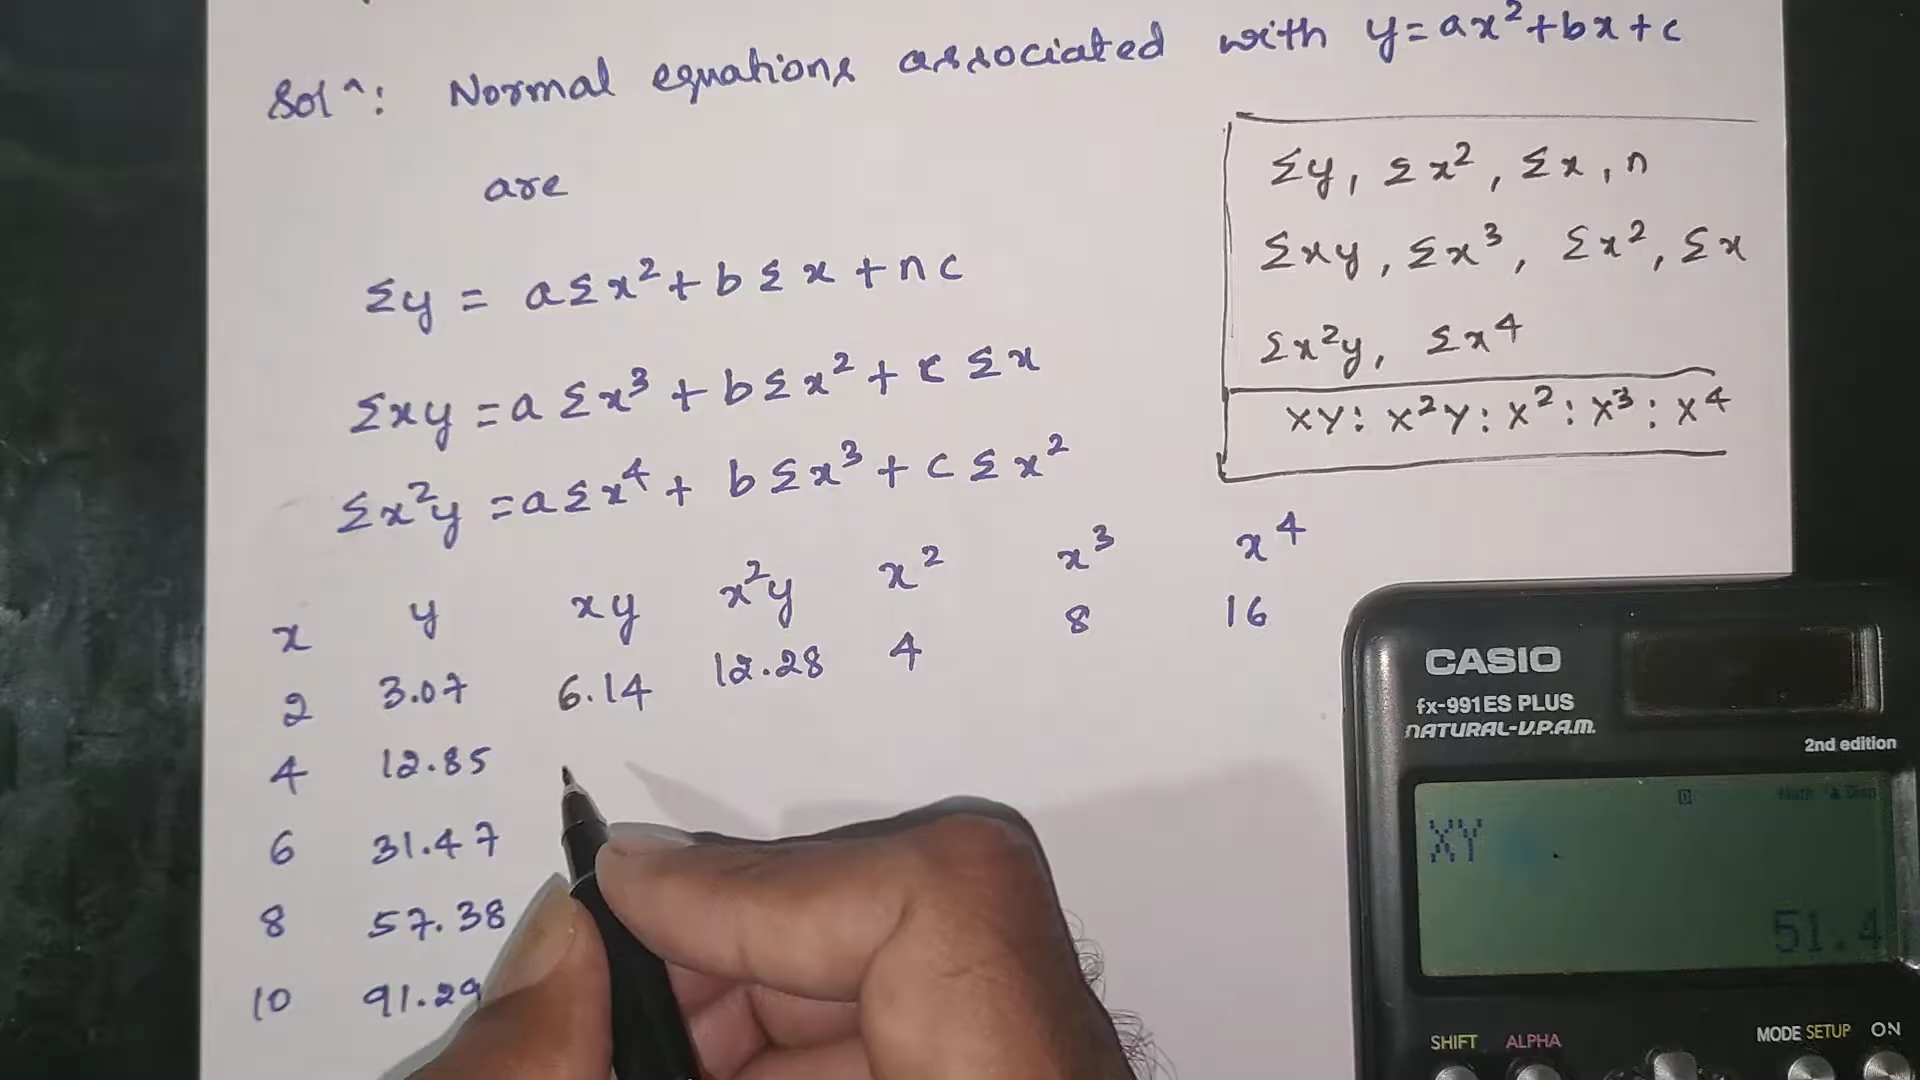 Solⁿ: Normal equations associated with y=ax²+bx+c
are
Σy = aΣx²+bΣx+nc
Σxy = aΣx³+bΣx²+cΣx
Σx²y = aΣx⁴+bΣx³+cΣx²
Σy, Σx², Σx, n
Σxy, Σx³, Σx², Σx
Σx²y, Σx⁴
XY: X²Y: X²: X³: X⁴
x y xy x²y x² x³ x⁴
2 3.07 6.14 12.28 4 8 16
4 12.85
6 31.47
8 57.38
10 91.29
CASIO
fx-991ES PLUS
NATURAL-V.P.A.M.
2nd edition
Math ▲ Disp
XY
51.4
SHIFT ALPHA MODE SETUP ON